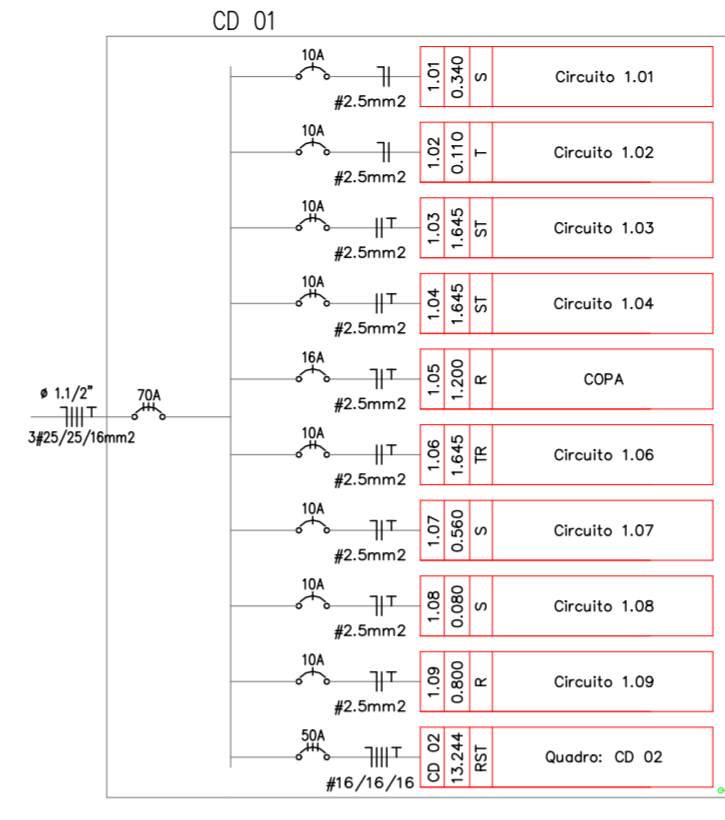 CD 01
10A
#2.5mm2
1.01
0.340
S
Circuito 1.01
10A
#2.5mm2
1.02
0.110
T
Circuito 1.02
10A
T
#2.5mm2
1.03
1.645
ST
Circuito 1.03
10A
T
#2.5mm2
1.04
1.645
ST
Circuito 1.04
16A
T
#2.5mm2
1.05
1.200
R
COPA
ø 1.1/2"
T
3#25/25/16mm2
70A
10A
T
#2.5mm2
1.06
1.645
TR
Circuito 1.06
10A
T
#2.5mm2
1.07
0.560
S
Circuito 1.07
10A
T
#2.5mm2
1.08
0.080
S
Circuito 1.08
10A
T
#2.5mm2
1.09
0.800
R
Circuito 1.09
50A
T
#16/16/16
CD 02
13.244
RST
Quadro: CD 02